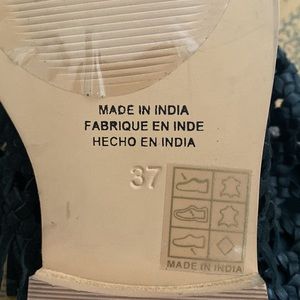 MADE IN INDIA
FABRIQUE EN INDE
HECHO EN INDIA
37
MADE IN INDIA